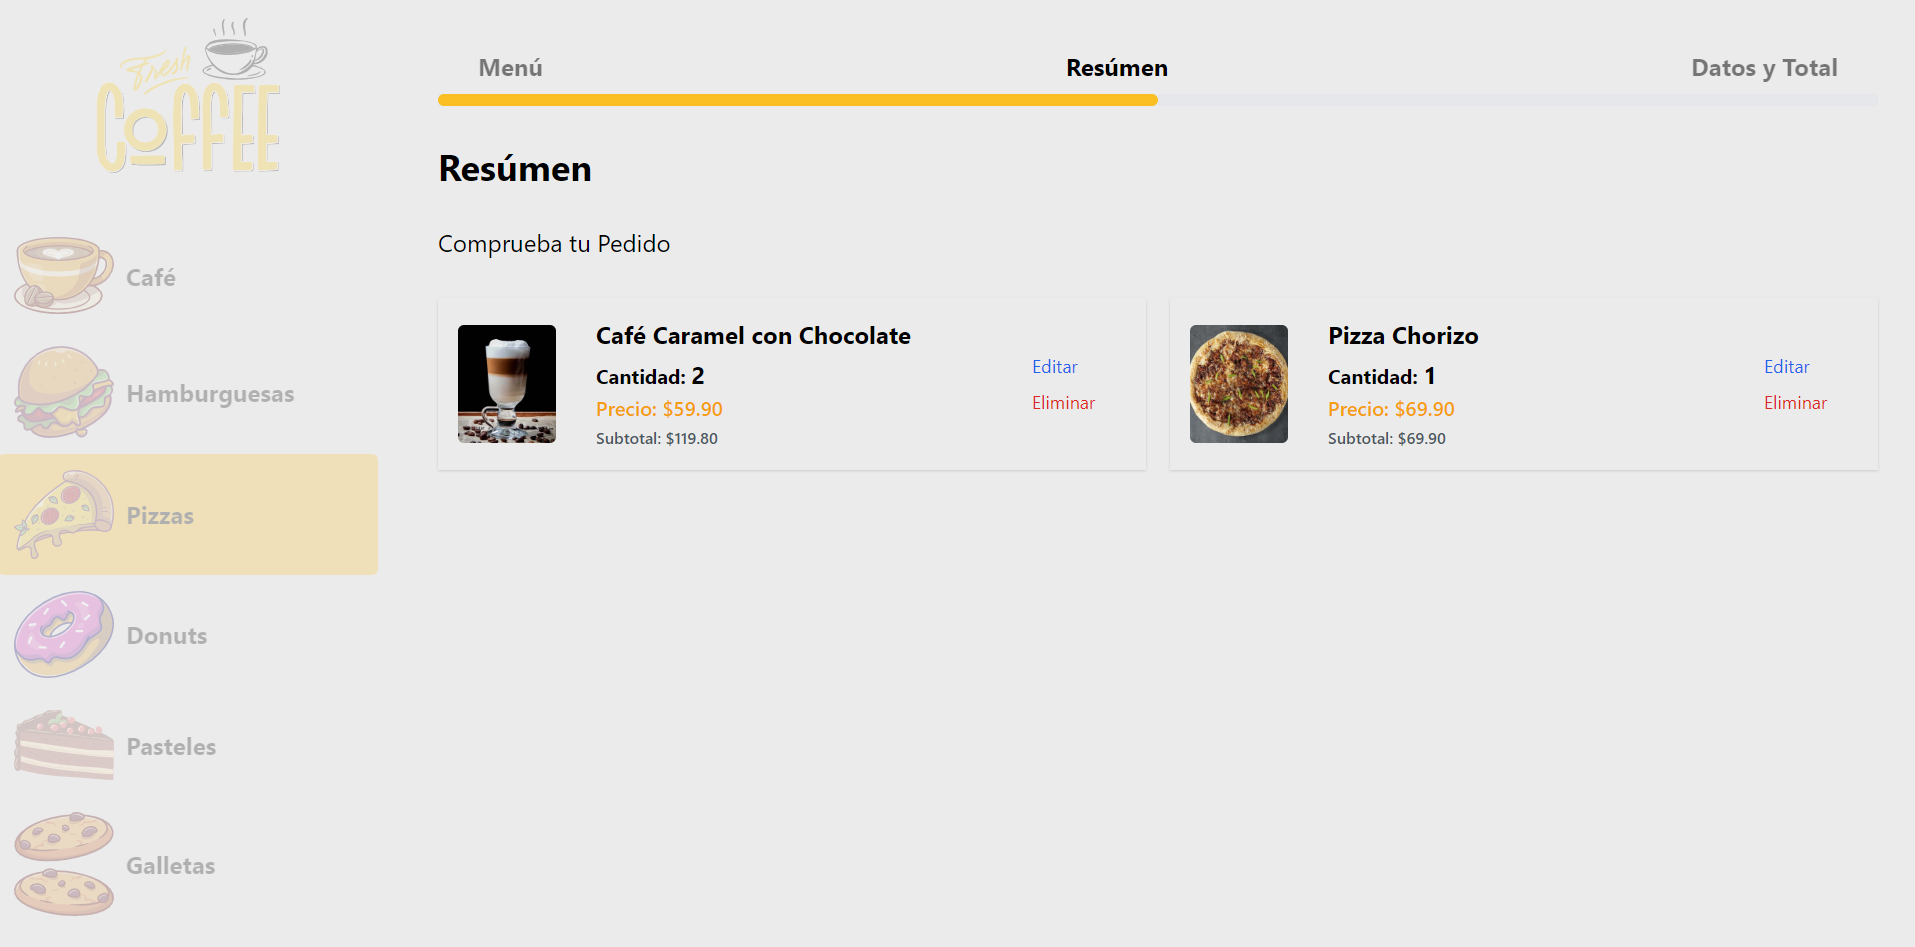 Fresh
COFFEE
Café
Hamburguesas
Pizzas
Donuts
Pasteles
Galletas
Menú
Resúmen
Datos y Total
Resúmen
Comprueba tu Pedido
Café Caramel con Chocolate
Cantidad: 2
Precio: $59.90
Subtotal: $119.80
Editar
Eliminar
Pizza Chorizo
Cantidad: 1
Precio: $69.90
Subtotal: $69.90
Editar
Eliminar